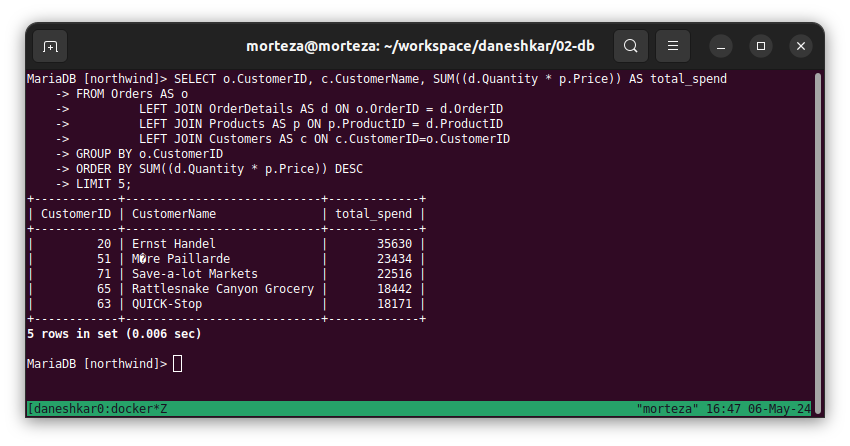 morteza@morteza: ~/workspace/daneshkar/02-db
MariaDB [northwind]> SELECT o.CustomerID, c.CustomerName, SUM((d.Quantity * p.Price)) AS total_spend
    -> FROM Orders AS o
    ->          LEFT JOIN OrderDetails AS d ON o.OrderID = d.OrderID
    ->          LEFT JOIN Products AS p ON p.ProductID = d.ProductID
    ->          LEFT JOIN Customers AS c ON c.CustomerID=o.CustomerID
    -> GROUP BY o.CustomerID
    -> ORDER BY SUM((d.Quantity * p.Price)) DESC
    -> LIMIT 5;
+------------+----------------------------+-------------+
| CustomerID | CustomerName               | total_spend |
+------------+----------------------------+-------------+
|         20 | Ernst Handel               |       35630 |
|         51 | M�re Paillarde             |       23434 |
|         71 | Save-a-lot Markets         |       22516 |
|         65 | Rattlesnake Canyon Grocery |       18442 |
|         63 | QUICK-Stop                 |       18171 |
+------------+----------------------------+-------------+
5 rows in set (0.006 sec)
MariaDB [northwind]>
[daneshkar0:docker*Z "morteza" 16:47 06-May-24